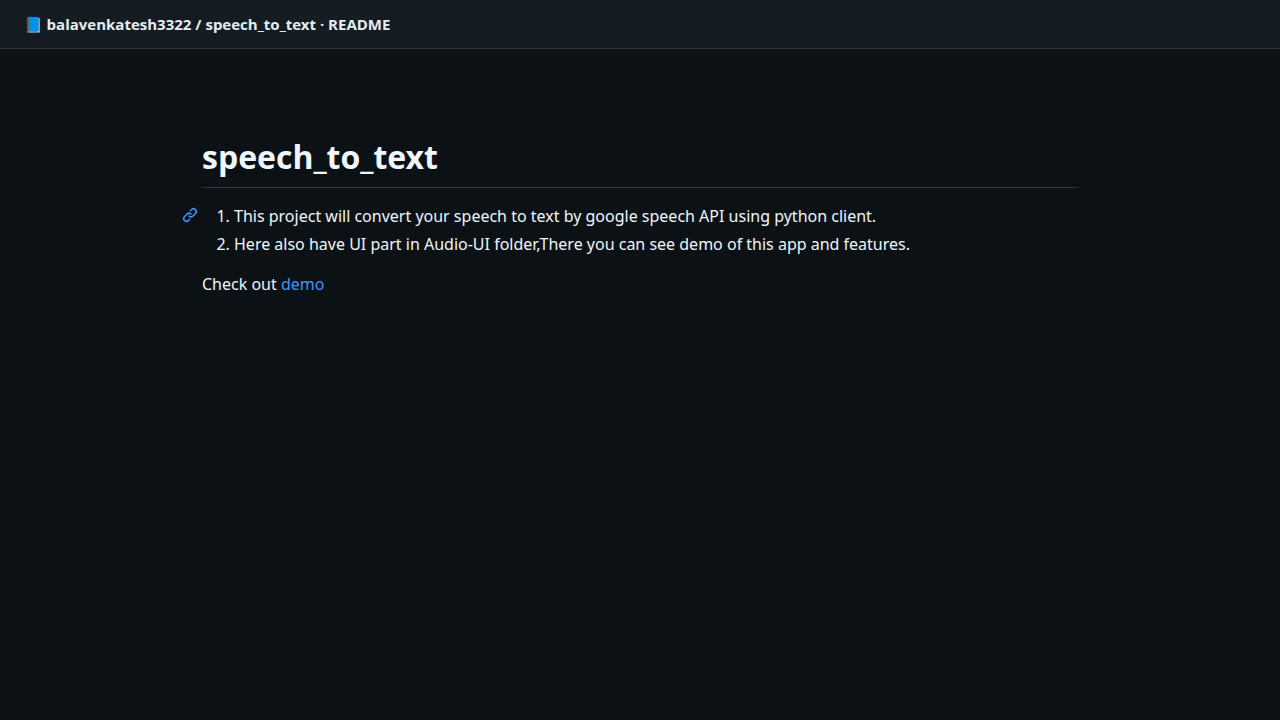 balavenkatesh3322 / speech_to_text · README
speech_to_text
1. This project will convert your speech to text by google speech API using python client.
2. Here also have UI part in Audio-UI folder,There you can see demo of this app and features.
Check out demo